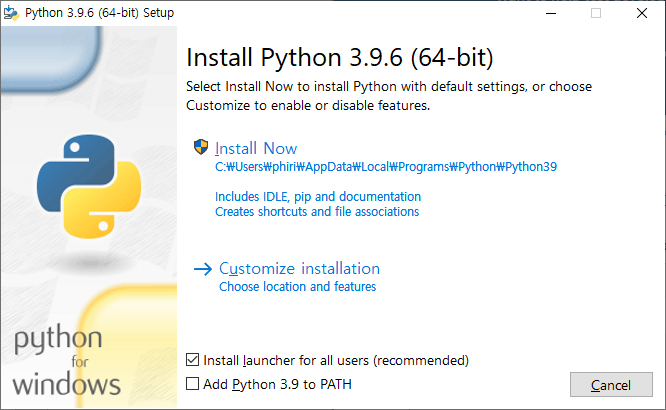 Python 3.9.6 (64-bit) Setup
Install Python 3.9.6 (64-bit)
Select Install Now to install Python with default settings, or choose
Customize to enable or disable features.
Install Now
C:₩Users₩phiri₩AppData₩Local₩Programs₩Python₩Python39
Includes IDLE, pip and documentation
Creates shortcuts and file associations
Customize installation
Choose location and features
python
for
windows
Install launcher for all users (recommended)
Add Python 3.9 to PATH
Cancel